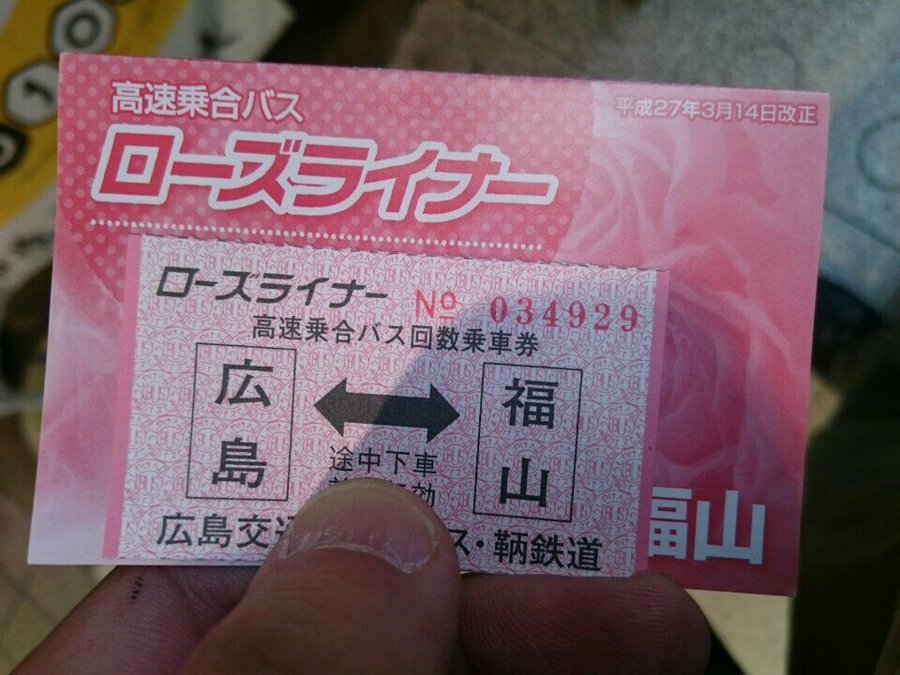 高速乗合バス
平成27年3月14日改正
ローズライナー
ローズライナー
№ 034929
高速乗合バス回数乗車券
広島
福山
途中下車
効
広島交
ス・鞆鉄道
福山